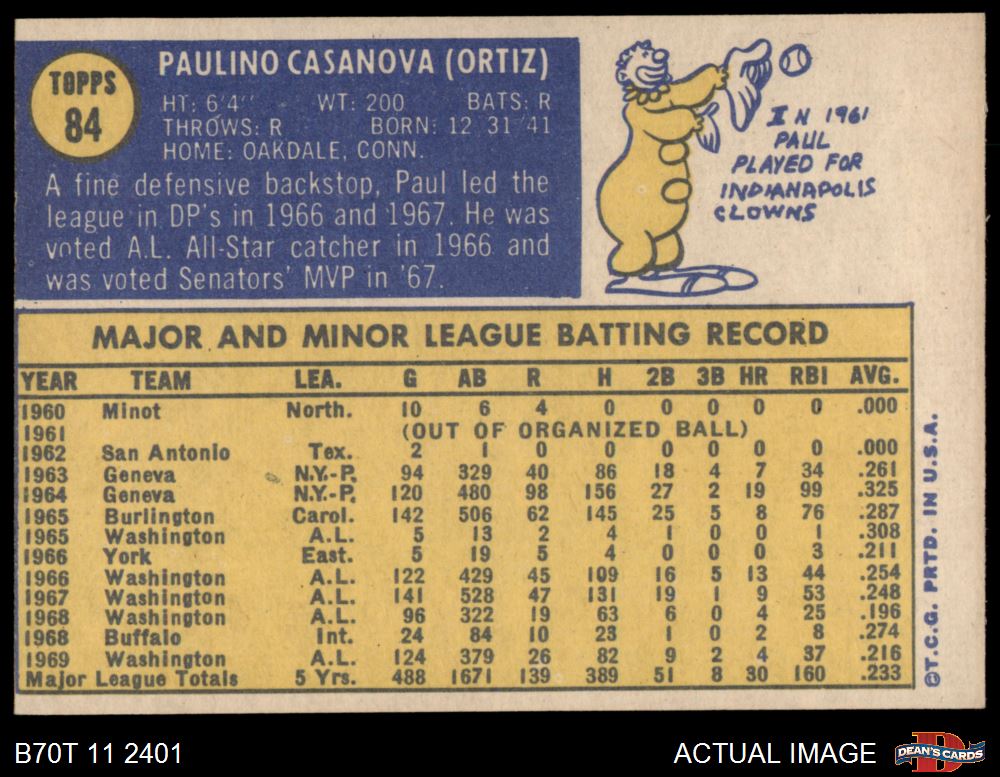 TOPPS
84
PAULINO CASANOVA (ORTIZ)
HT: 6'4" WT: 200 BATS: R
THROWS: R BORN: 12 31 41
HOME: OAKDALE, CONN.
A fine defensive backstop, Paul led the
league in DP's in 1966 and 1967. He was
voted A.L. All-Star catcher in 1966 and
was voted Senators' MVP in '67.
IN 1961
PAUL
PLAYED FOR
INDIANAPOLIS
CLOWNS
MAJOR AND MINOR LEAGUE BATTING RECORD
YEAR TEAM LEA. G AB R H 2B 3B HR RBI AVG.
1960 Minot North. 10 6 4 0 0 0 0 0 .000
1961 (OUT OF ORGANIZED BALL)
1962 San Antonio Tex. 2 1 0 0 0 0 0 0 .000
1963 Geneva N.Y.-P. 94 329 40 86 18 4 7 34 .261
1964 Geneva N.Y.-P. 120 480 98 156 27 2 19 99 .325
1965 Burlington Carol. 142 506 62 145 25 5 8 76 .287
1965 Washington A.L. 5 13 2 4 1 0 0 1 .308
1966 York East. 5 19 5 4 0 0 0 3 .211
1966 Washington A.L. 122 429 45 109 16 5 13 44 .254
1967 Washington A.L. 141 528 47 131 19 1 9 53 .248
1968 Washington A.L. 96 322 19 63 6 0 4 25 .196
1968 Buffalo Int. 24 84 10 23 1 0 2 8 .274
1969 Washington A.L. 124 379 26 82 9 2 4 37 .216
Major League Totals 5 Yrs. 488 1671 139 389 51 8 30 160 .233
©T.C.G. PRTD. IN U.S.A.
B70T 11 2401
ACTUAL IMAGE
DEAN'S CARDS